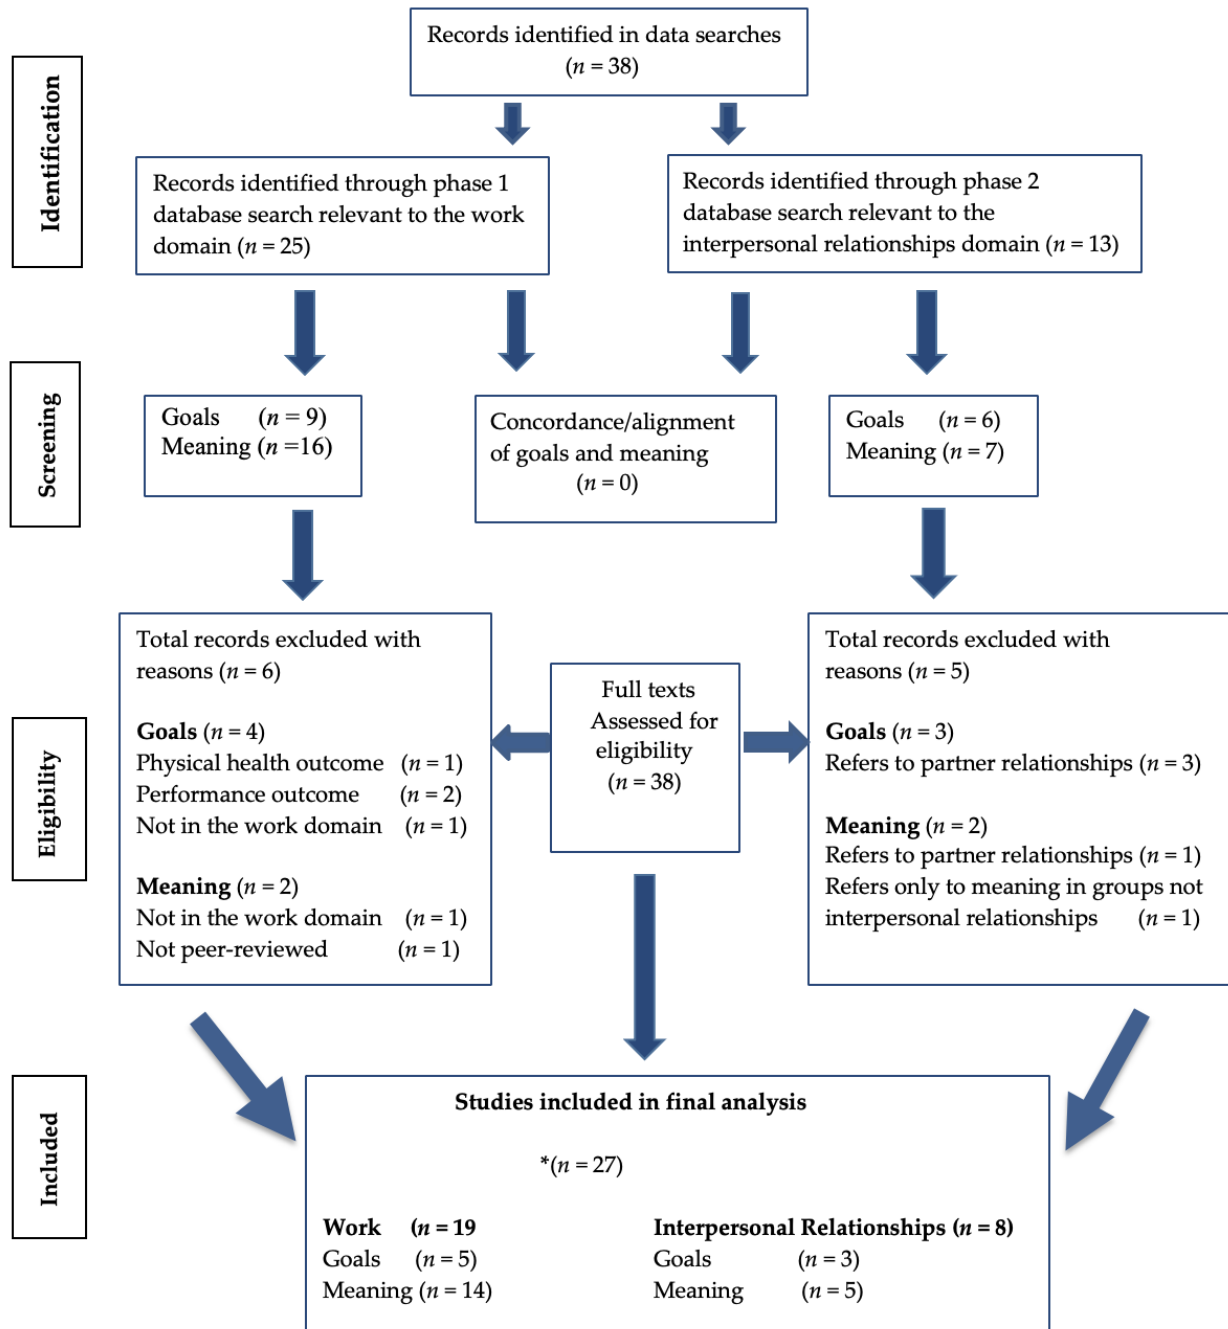 Records identified in data searches
(n = 38)
Identification
Records identified through phase 1
database search relevant to the work
domain (n = 25)
Records identified through phase 2
database search relevant to the
interpersonal relationships domain (n = 13)
Screening
Goals (n = 9)
Meaning (n =16)
Concordance/alignment
of goals and meaning
(n = 0)
Goals (n = 6)
Meaning (n = 7)
Eligibility
Total records excluded with
reasons (n = 6)
Goals (n = 4)
Physical health outcome (n = 1)
Performance outcome (n = 2)
Not in the work domain (n = 1)
Meaning (n = 2)
Not in the work domain (n = 1)
Not peer-reviewed (n = 1)
Full texts
Assessed for
eligibility
(n = 38)
Total records excluded with
reasons (n = 5)
Goals (n = 3)
Refers to partner relationships (n = 3)
Meaning (n = 2)
Refers to partner relationships (n = 1)
Refers only to meaning in groups not
interpersonal relationships (n = 1)
Included
Studies included in final analysis
*(n = 27)
Work (n = 19
Goals (n = 5)
Meaning (n = 14)
Interpersonal Relationships (n = 8)
Goals (n = 3)
Meaning (n = 5)